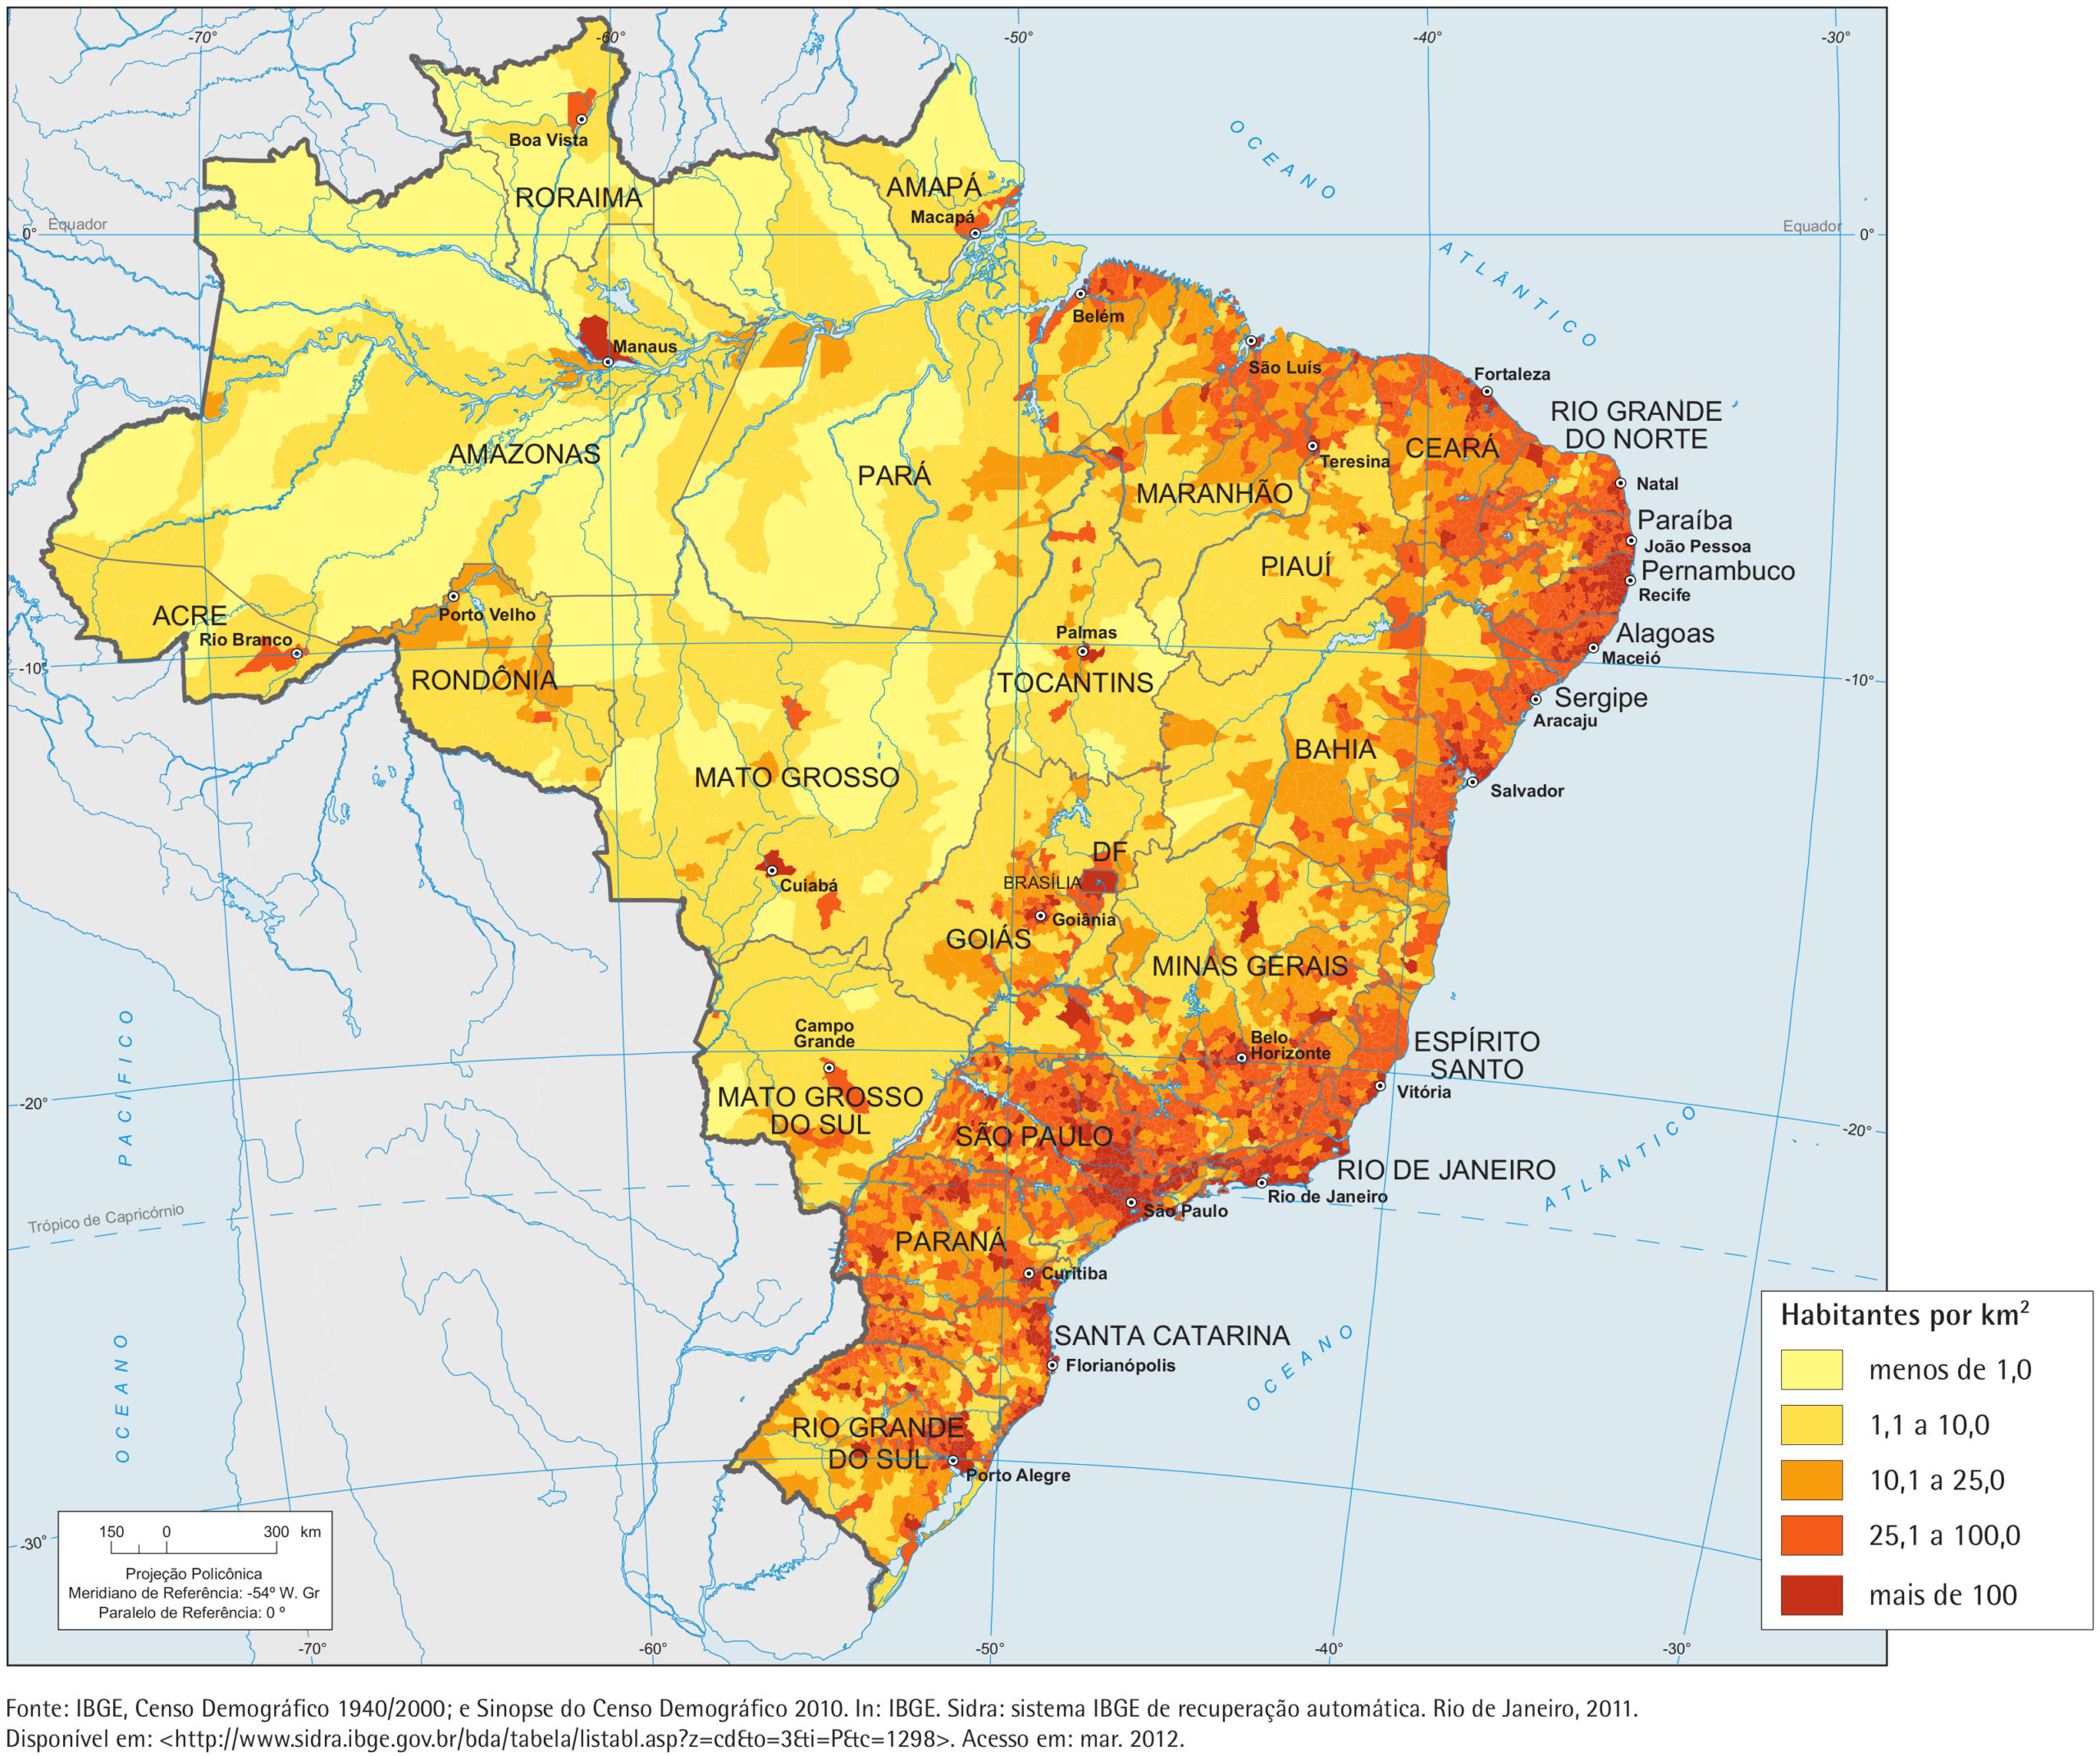 -70°
-60°
-50°
-40°
-30°
OCEANO
ATLÂNTICO
Boa Vista
RORAIMA
AMAPÁ
Macapá
Equador
0°
Equador
0°
Belém
Manaus
São Luís
Fortaleza
RIO GRANDE
DO NORTE
AMAZONAS
PARÁ
Teresina
CEARÁ
MARANHÃO
Natal
Paraíba
João Pessoa
PIAUÍ
Pernambuco
Recife
ACRE
Rio Branco
Porto Velho
Palmas
Alagoas
Maceió
-10°
RONDÔNIA
TOCANTINS
-10°
Sergipe
Aracaju
MATO GROSSO
BAHIA
Salvador
DF
BRASÍLIA
Cuiabá
Goiânia
GOIÁS
MINAS GERAIS
Campo
Grande
Belo
Horizonte
ESPÍRITO
SANTO
Vitória
MATO GROSSO
DO SUL
-20°
-20°
SÃO PAULO
RIO DE JANEIRO
Rio de Janeiro
São Paulo
OCEANO
ATLÂNTICO
OCEANO
PACÍFICO
Trópico de Capricórnio
PARANÁ
Curitiba
SANTA CATARINA
Florianópolis
RIO GRANDE
DO SUL
Porto Alegre
-30°
150 0 300 km
Projeção Policônica
Meridiano de Referência: -54º W. Gr
Paralelo de Referência: 0 º
-70°
-60°
-50°
-40°
-30°
Habitantes por km²
menos de 1,0
1,1 a 10,0
10,1 a 25,0
25,1 a 100,0
mais de 100
Fonte: IBGE, Censo Demográfico 1940/2000; e Sinopse do Censo Demográfico 2010. In: IBGE. Sidra: sistema IBGE de recuperação automática. Rio de Janeiro, 2011.
Disponível em: <http://www.sidra.ibge.gov.br/bda/tabela/listabl.asp?z=cd&to=3&ti=P&tc=1298>. Acesso em: mar. 2012.